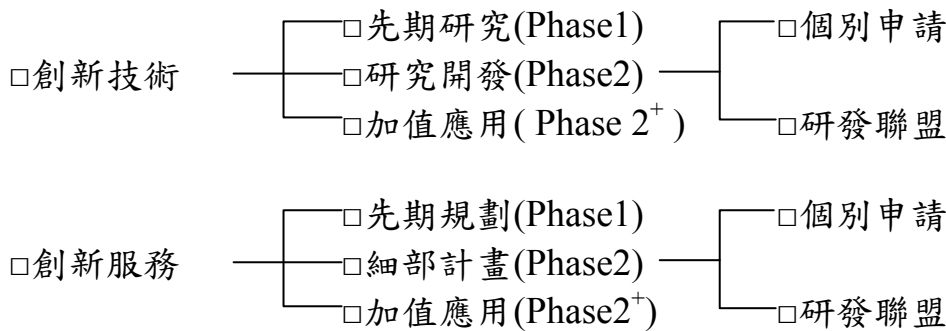 □先期研究(Phase1) □個別申請
□創新技術 □研究開發(Phase2)
□加值應用( Phase 2⁺ ) □研發聯盟
□先期規劃(Phase1) □個別申請
□創新服務 □細部計畫(Phase2)
□加值應用(Phase2⁺) □研發聯盟